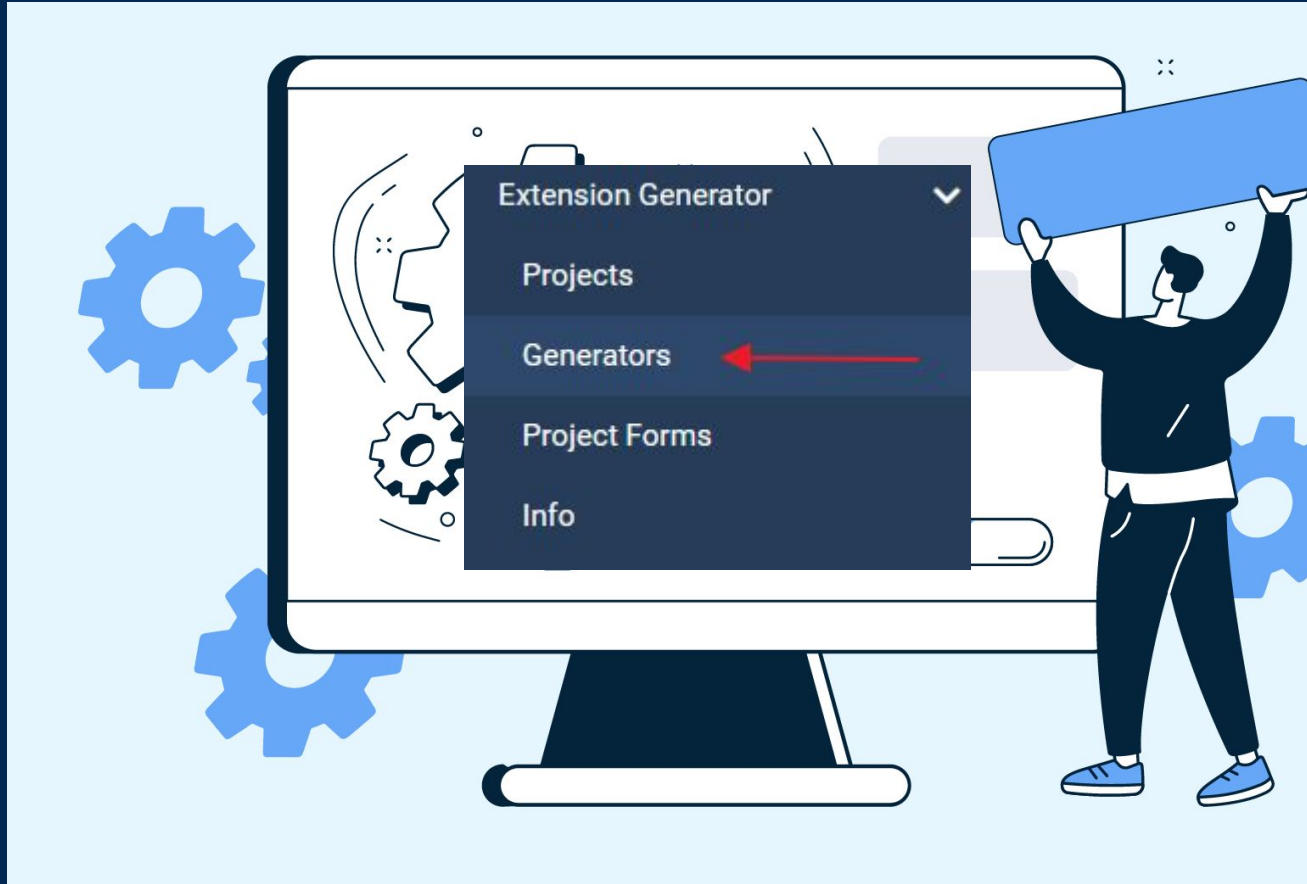 Extension Generator
Projects
Generators
Project Forms
Info